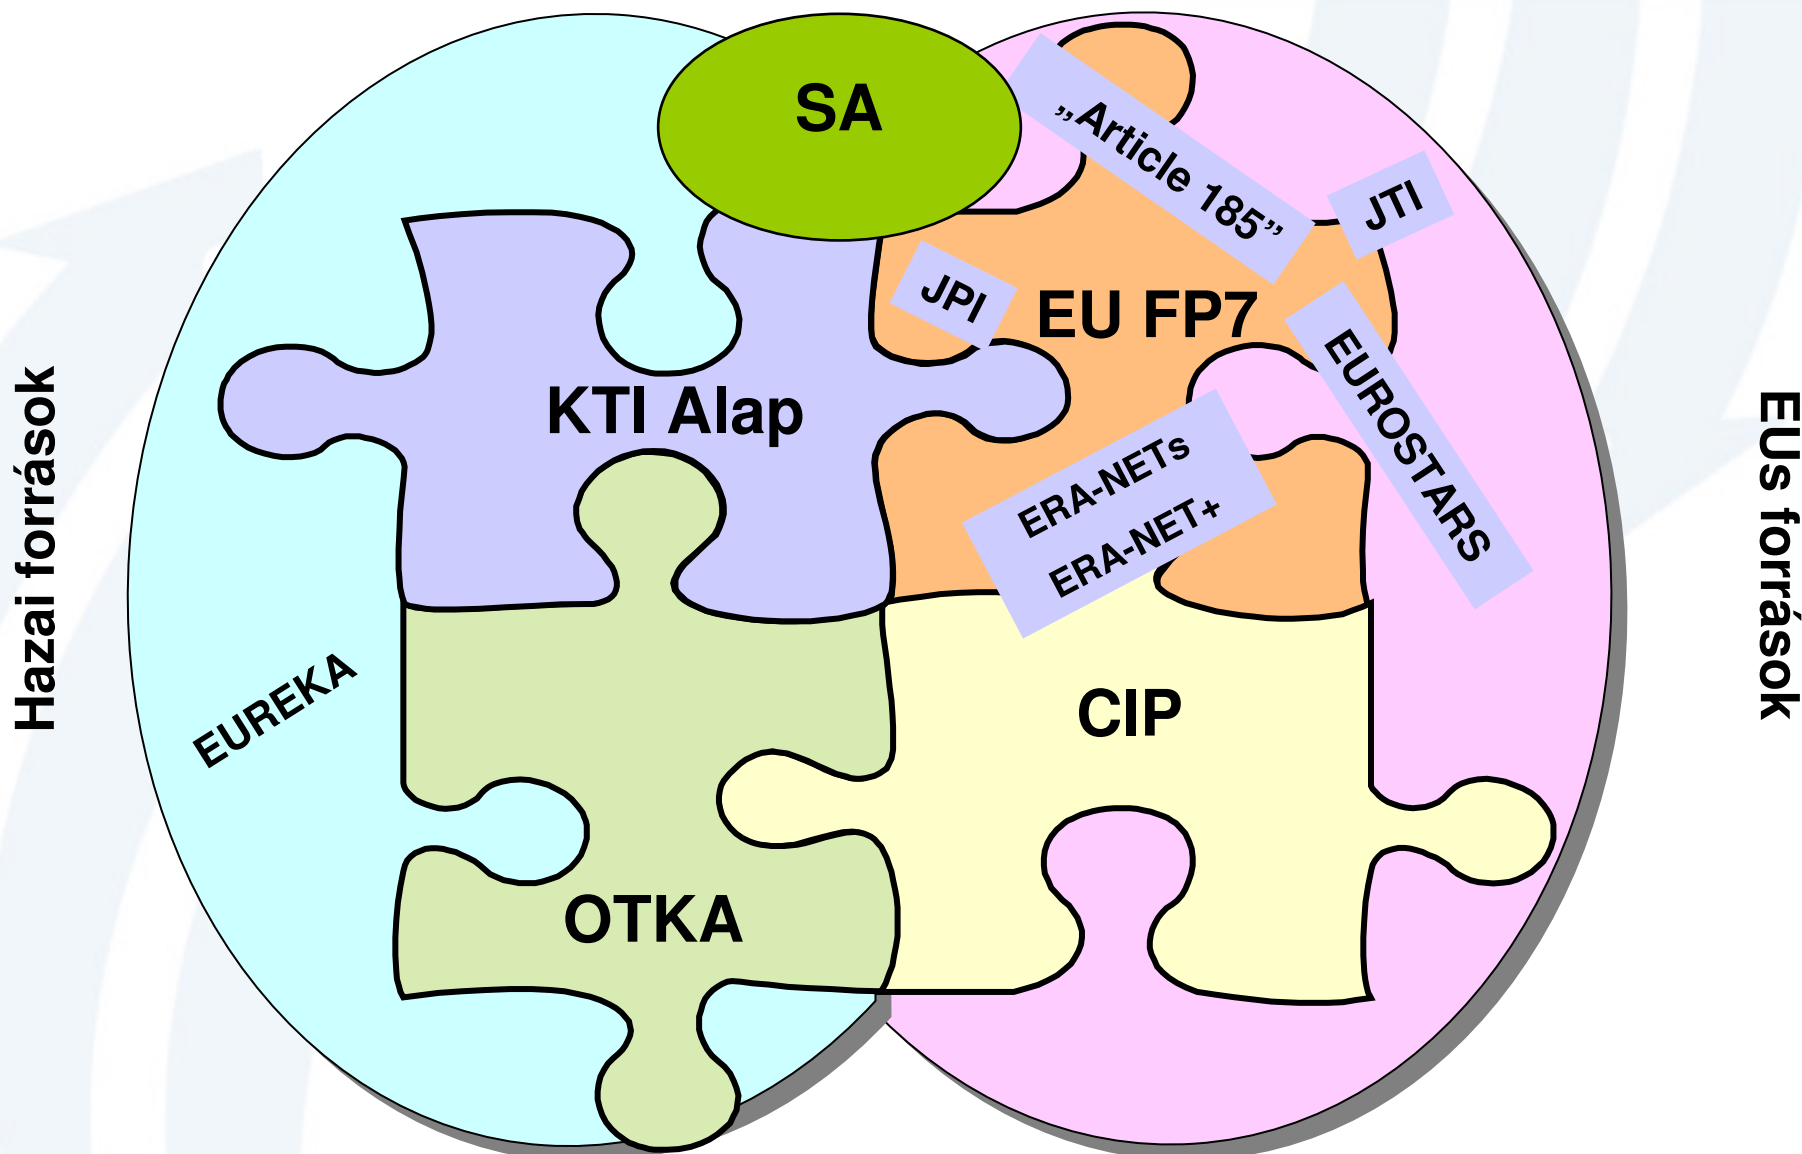 SA
„Article 185”
JTI
JPI
EU FP7
EUROSTARS
KTI Alap
ERA-NETs
ERA-NET+
Hazai források
EUs források
EUREKA
CIP
OTKA